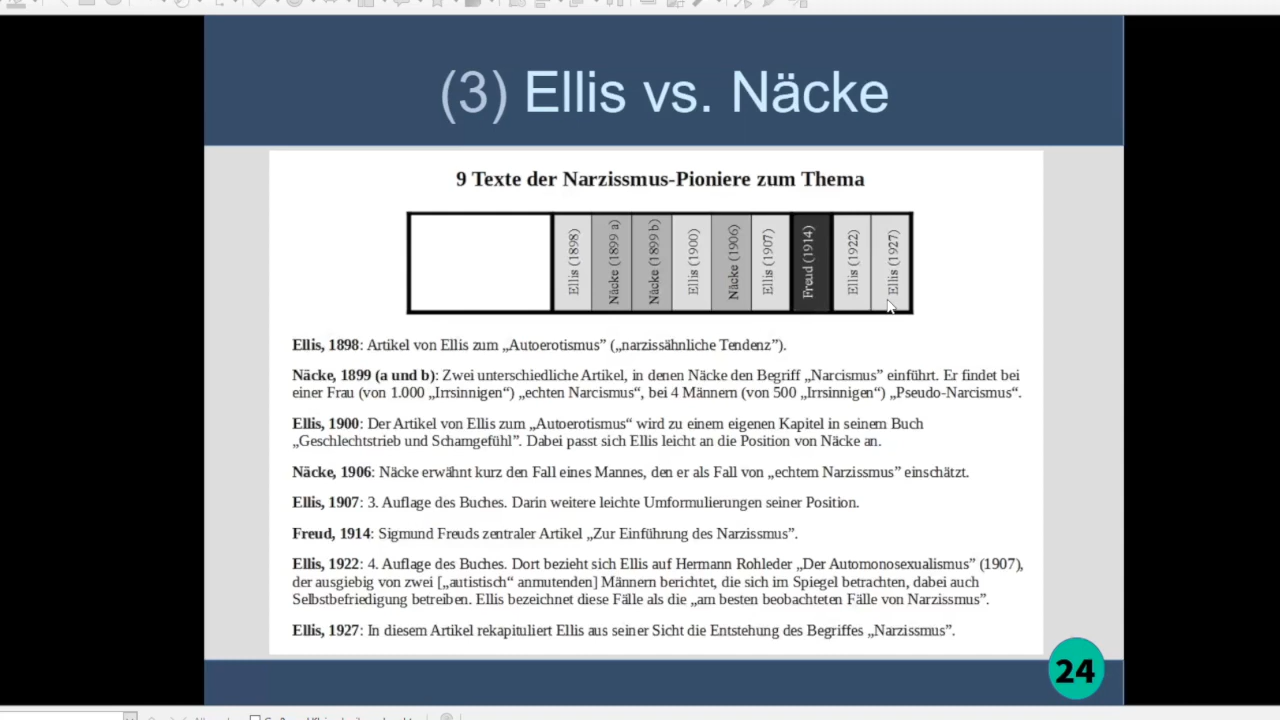 (3) Ellis vs. Näcke
9 Texte der Narzissmus-Pioniere zum Thema
Ellis (1898)
Näcke (1899 a)
Näcke (1899 b)
Ellis (1900)
Näcke (1906)
Ellis (1907)
Freud (1914)
Ellis (1922)
Ellis (1927)
Ellis, 1898: Artikel von Ellis zum „Autoerotismus” („narzissähnliche Tendenz”).
Näcke, 1899 (a und b): Zwei unterschiedliche Artikel, in denen Näcke den Begriff „Narcismus” einführt. Er findet bei
einer Frau (von 1.000 „Irrsinnigen“) „echten Narcismus“, bei 4 Männern (von 500 „Irrsinnigen“) „Pseudo-Narcismus“.
Ellis, 1900: Der Artikel von Ellis zum „Autoerotismus“ wird zu einem eigenen Kapitel in seinem Buch
„Geschlechtstrieb und Schamgefühl”. Dabei passt sich Ellis leicht an die Position von Näcke an.
Näcke, 1906: Näcke erwähnt kurz den Fall eines Mannes, den er als Fall von „echtem Narzissmus” einschätzt.
Ellis, 1907: 3. Auflage des Buches. Darin weitere leichte Umformulierungen seiner Position.
Freud, 1914: Sigmund Freuds zentraler Artikel „Zur Einführung des Narzissmus”.
Ellis, 1922: 4. Auflage des Buches. Dort bezieht sich Ellis auf Hermann Rohleder „Der Automonosexualismus” (1907),
der ausgiebig von zwei [„autistisch“ anmutenden] Männern berichtet, die sich im Spiegel betrachten, dabei auch
Selbstbefriedigung betreiben. Ellis bezeichnet diese Fälle als die „am besten beobachteten Fälle von Narzissmus”.
Ellis, 1927: In diesem Artikel rekapituliert Ellis aus seiner Sicht die Entstehung des Begriffes „Narzissmus”.
24